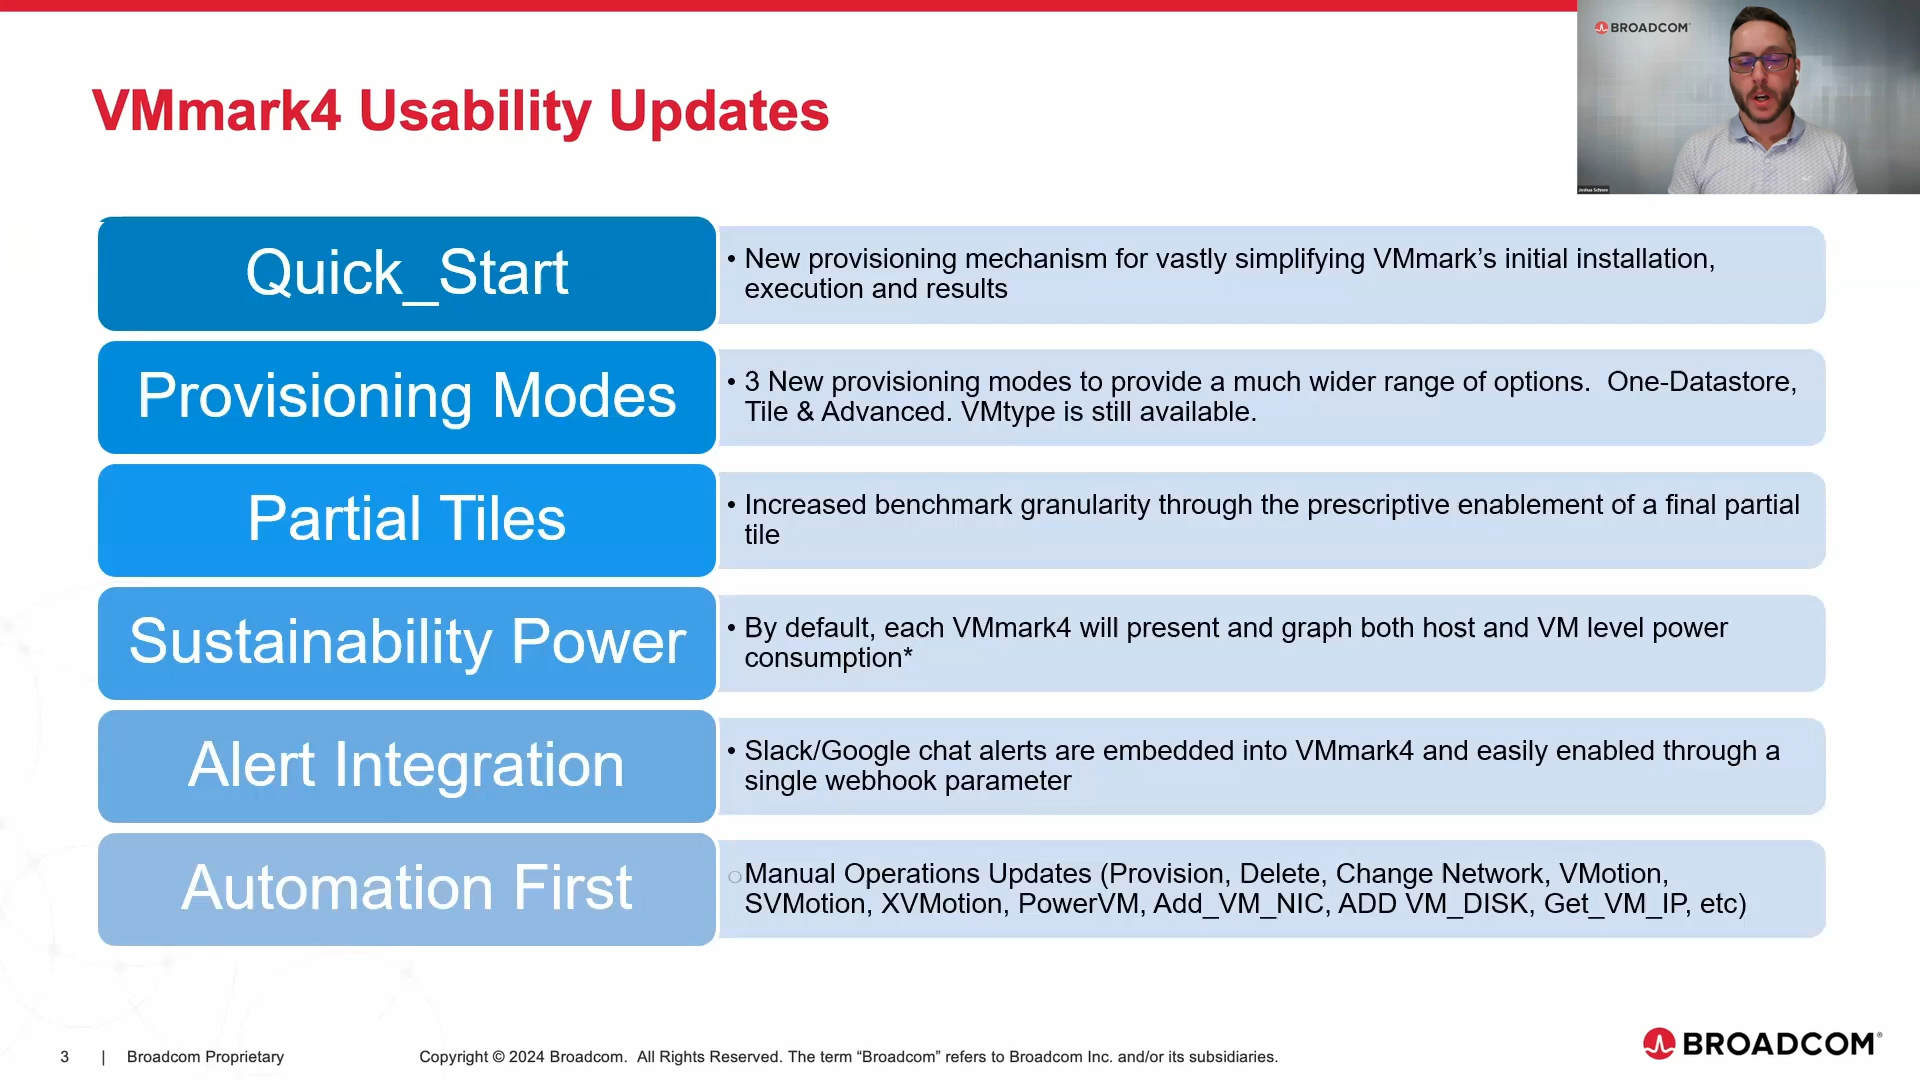 BROADCOM
Joshua Schnee
VMmark4 Usability Updates
Quick_Start
• New provisioning mechanism for vastly simplifying VMmark’s initial installation,
execution and results
Provisioning Modes
• 3 New provisioning modes to provide a much wider range of options.  One-Datastore,
Tile & Advanced. VMtype is still available.
Partial Tiles
• Increased benchmark granularity through the prescriptive enablement of a final partial
tile
Sustainability Power
• By default, each VMmark4 will present and graph both host and VM level power
consumption*
Alert Integration
• Slack/Google chat alerts are embedded into VMmark4 and easily enabled through a
single webhook parameter
Automation First
○Manual Operations Updates (Provision, Delete, Change Network, VMotion,
SVMotion, XVMotion, PowerVM, Add_VM_NIC, ADD VM_DISK, Get_VM_IP, etc)
3 | Broadcom Proprietary
Copyright © 2024 Broadcom.  All Rights Reserved. The term “Broadcom” refers to Broadcom Inc. and/or its subsidiaries.
BROADCOM®